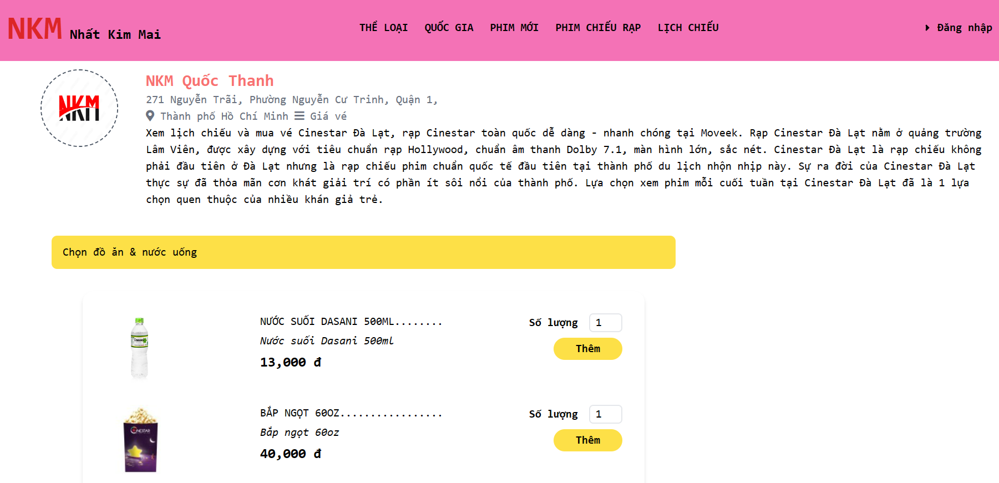 NKM Nhất Kim Mai
THỂ LOẠI QUỐC GIA PHIM MỚI PHIM CHIẾU RẠP LỊCH CHIẾU
Đăng nhập
NKM
NKM Quốc Thanh
271 Nguyễn Trãi, Phường Nguyễn Cư Trinh, Quận 1,
Thành phố Hồ Chí Minh Giá vé
Xem lịch chiếu và mua vé Cinestar Đà Lạt, rạp Cinestar toàn quốc dễ dàng - nhanh chóng tại Moveek. Rạp Cinestar Đà Lạt nằm ở quảng trường
Lâm Viên, được xây dựng với tiêu chuẩn rạp Hollywood, chuẩn âm thanh Dolby 7.1, màn hình lớn, sắc nét. Cinestar Đà Lạt là rạp chiếu không
phải đầu tiên ở Đà Lạt nhưng là rạp chiếu phim chuẩn quốc tế đầu tiên tại thành phố du lịch nhộn nhịp này. Sự ra đời của Cinestar Đà Lạt
thực sự đã thỏa mãn cơn khát giải trí có phần ít sôi nổi của thành phố. Lựa chọn xem phim mỗi cuối tuần tại Cinestar Đà Lạt đã là 1 lựa
chọn quen thuộc của nhiều khán giả trẻ.
Chọn đồ ăn & nước uống
Dasani
NƯỚC SUỐI DASANI 500ML........
Nước suối Dasani 500ml
13,000 đ
Số lượng 1
Thêm
CINESTAR
BẮP NGỌT 60OZ.................
Bắp ngọt 60oz
40,000 đ
Số lượng 1
Thêm